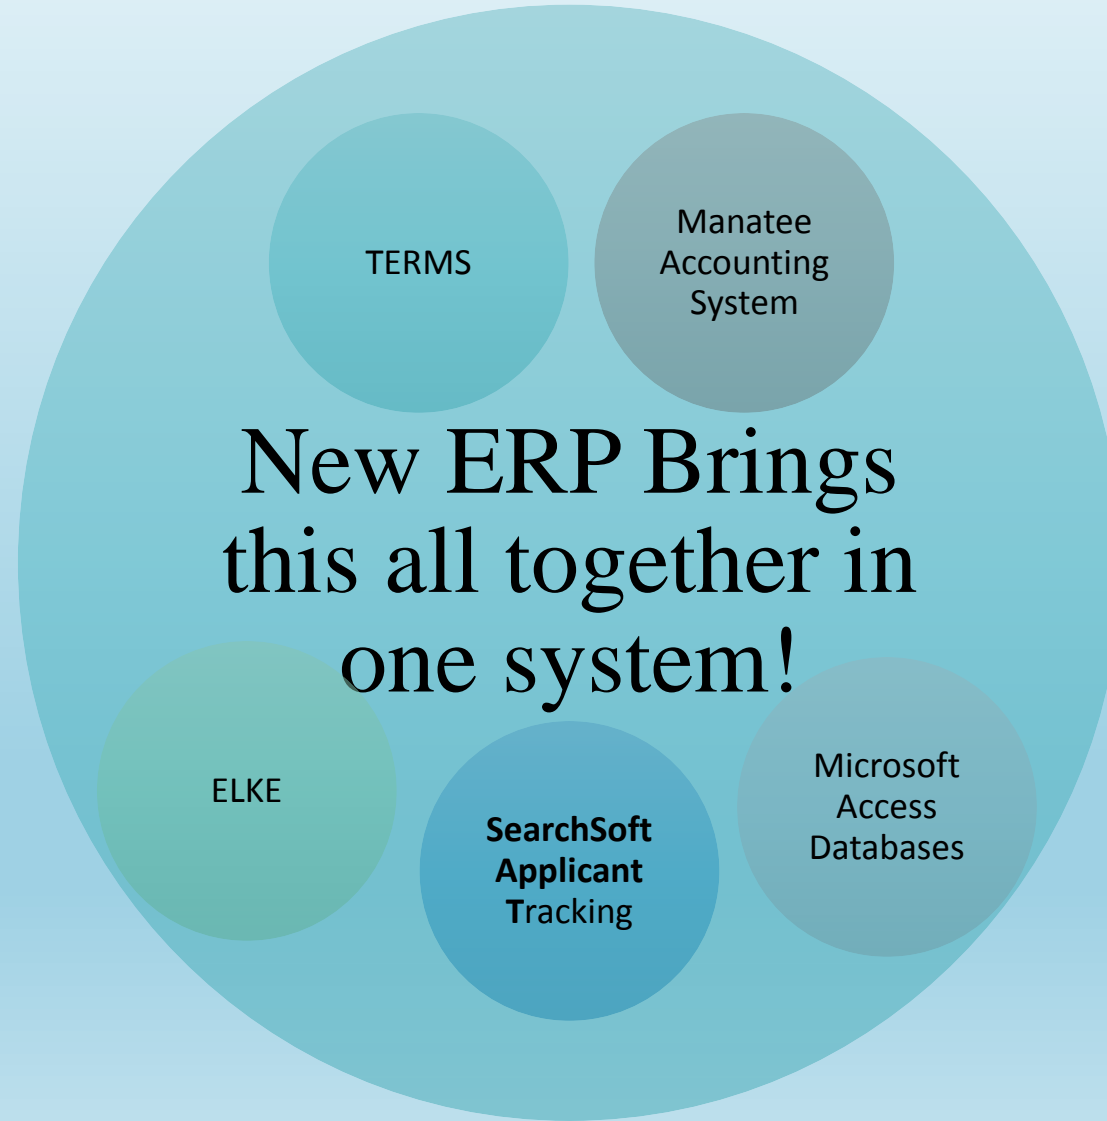 TERMS
Manatee
Accounting
System
New ERP Brings
this all together in
one system!
ELKE
SearchSoft
Applicant
Tracking
Microsoft
Access
Databases